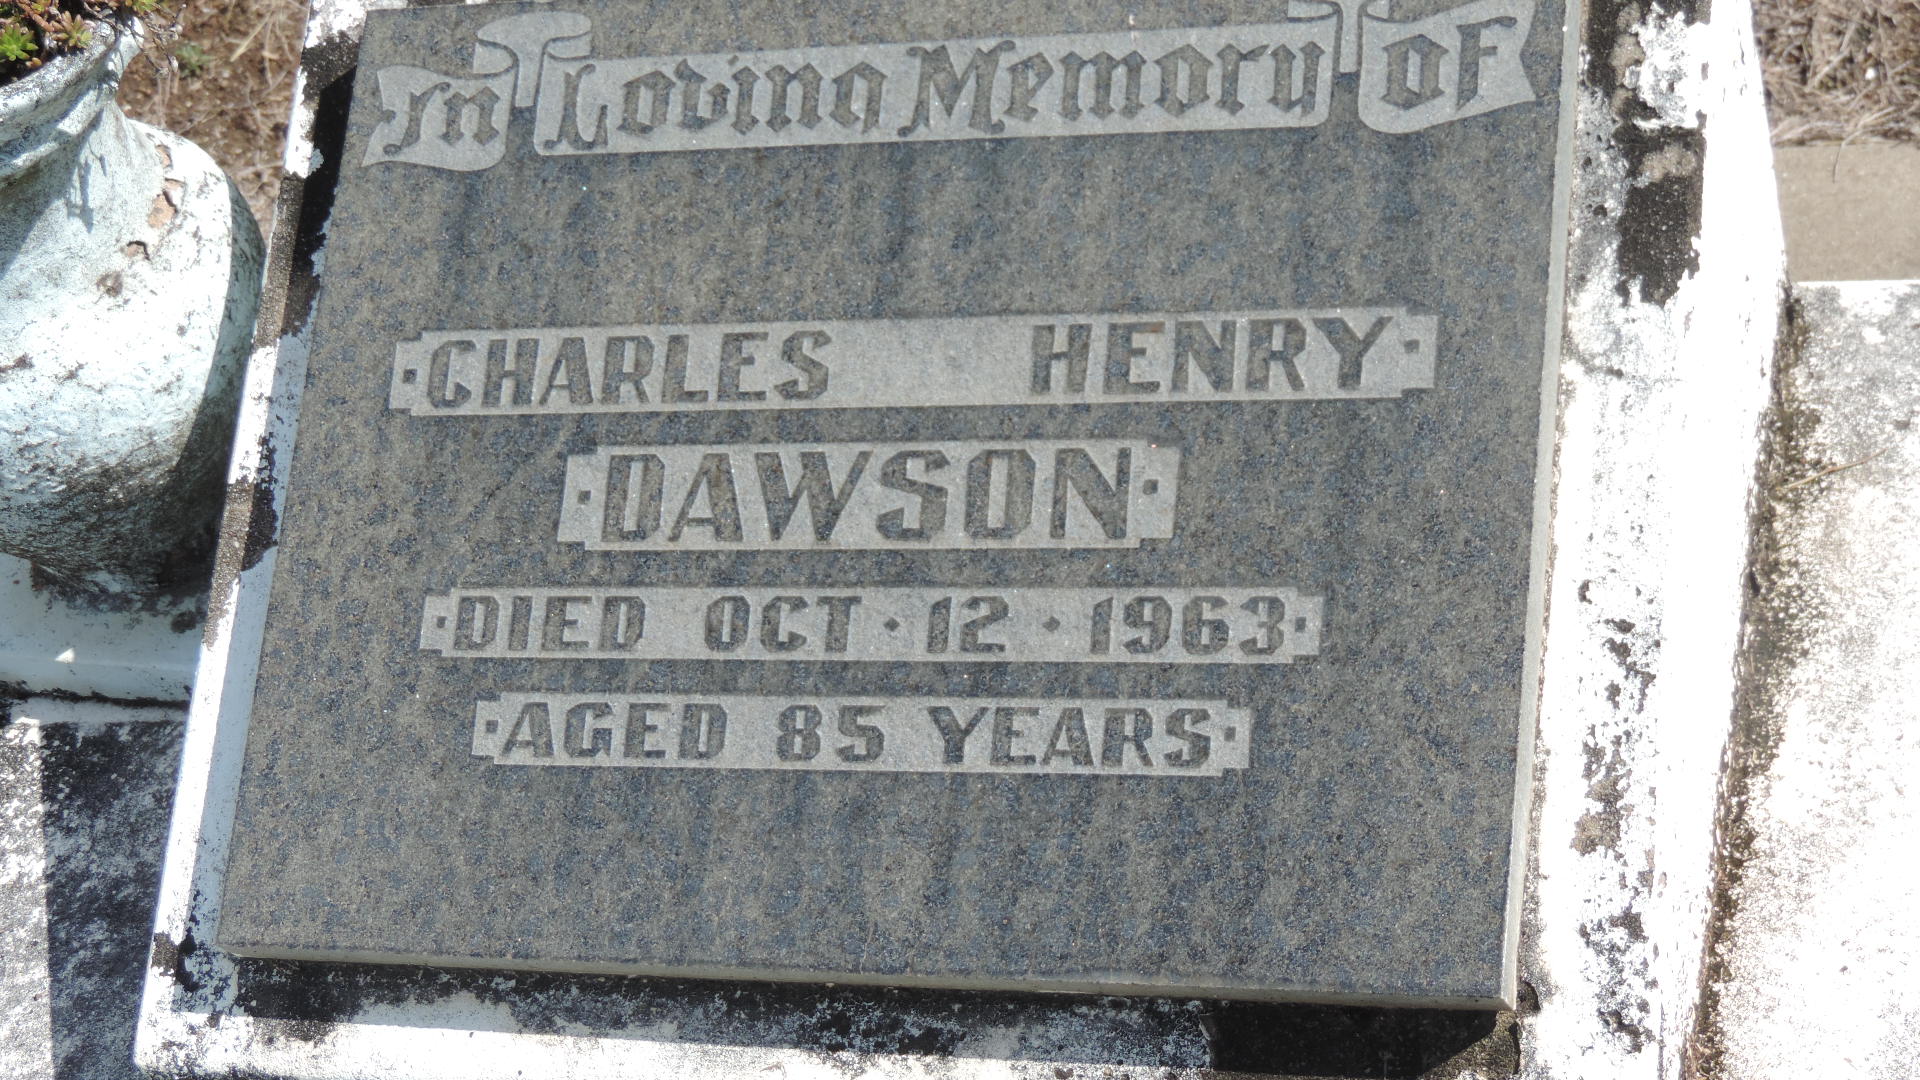 In Loving Memory of
CHARLES HENRY
DAWSON
DIED OCT · 12 · 1963
AGED 85 YEARS